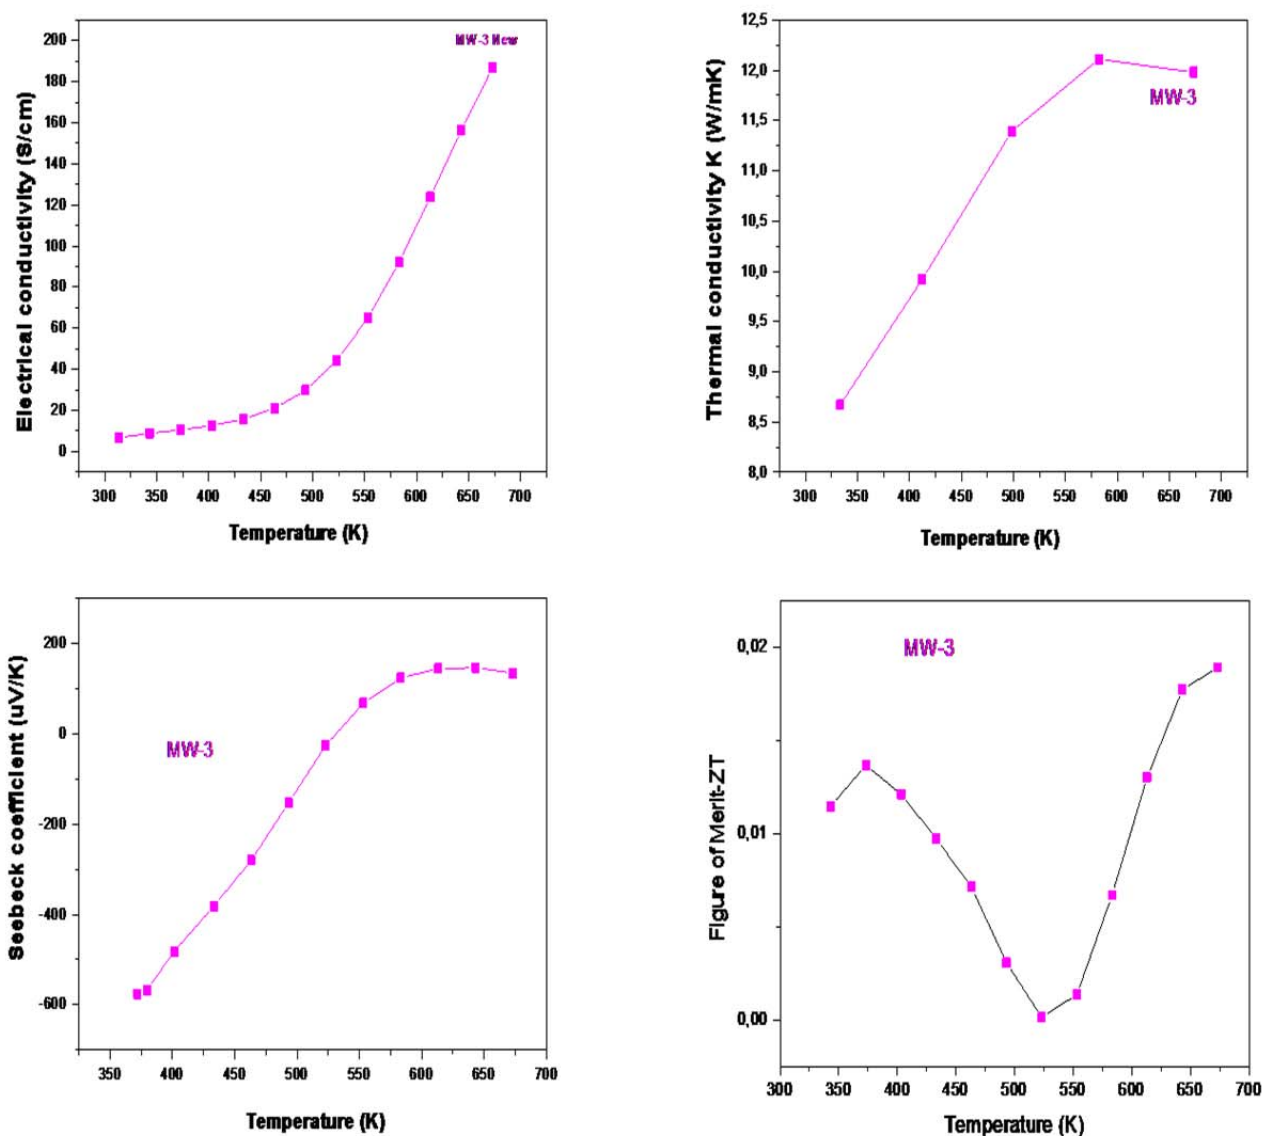 MW-3 New
200
180
160
140
120
100
80
60
40
20
0
Electrical conductivity (S/cm)
300 350 400 450 500 550 600 650 700
Temperature (K)
MW-3
12,5
12,0
11,5
11,0
10,5
10,0
9,5
9,0
8,5
8,0
Thermal conductivity K (W/mK)
300 350 400 450 500 550 600 650 700
Temperature (K)
MW-3
200
0
-200
-400
-600
Seebeck coefficient (uV/K)
350 400 450 500 550 600 650 700
Temperature (K)
MW-3
0,02
0,01
0,00
Figure of Merit-ZT
300 350 400 450 500 550 600 650 700
Temperature (K)